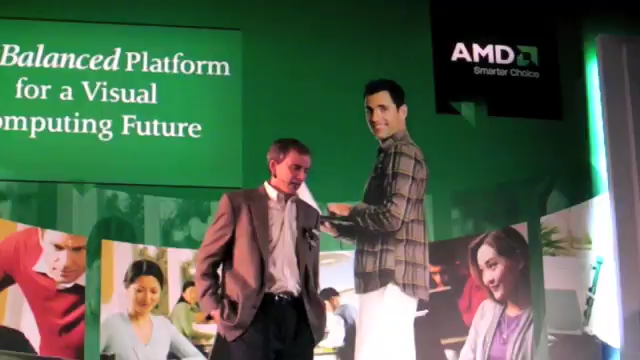 Balanced Platform
for a Visual
omputing Future
AMD
Smarter Choice